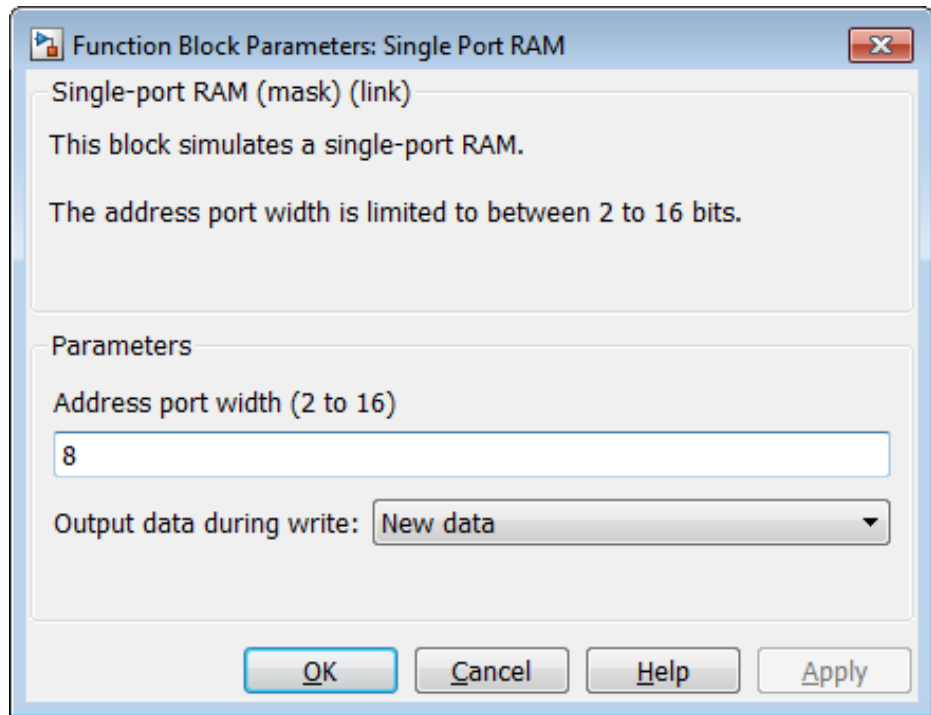 Function Block Parameters: Single Port RAM
Single-port RAM (mask) (link)
This block simulates a single-port RAM.
The address port width is limited to between 2 to 16 bits.
Parameters
Address port width (2 to 16)
8
Output data during write: New data
OK Cancel Help Apply